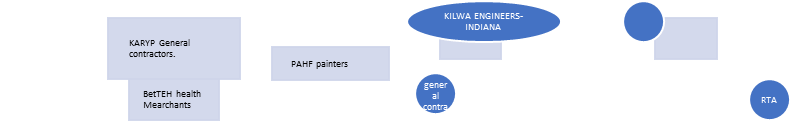 KARYP General
contractors.
BetTEH health
Mearchants
PAHF painters
KILWA ENGINEERS-
INDIANA
gener
al
contra
RTA